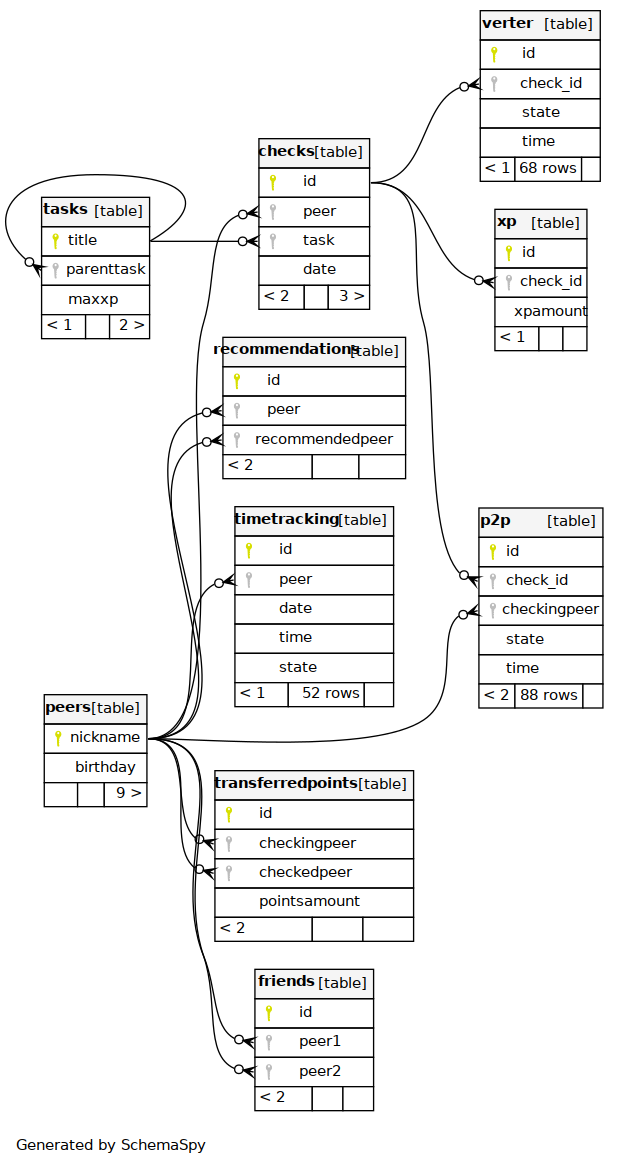 verter [table]
id
check_id
state
time
< 1 68 rows
checks [table]
id
peer
task
date
< 2 3 >
tasks [table]
title
parenttask
maxxp
< 1 2 >
xp [table]
id
check_id
xpamount
< 1
recommendations [table]
id
peer
recommendedpeer
< 2
timetracking [table]
id
peer
date
time
state
< 1 52 rows
p2p [table]
id
check_id
checkingpeer
state
time
< 2 88 rows
peers [table]
nickname
birthday
9 >
transferredpoints [table]
id
checkingpeer
checkedpeer
pointsamount
< 2
friends [table]
id
peer1
peer2
< 2
Generated by SchemaSpy